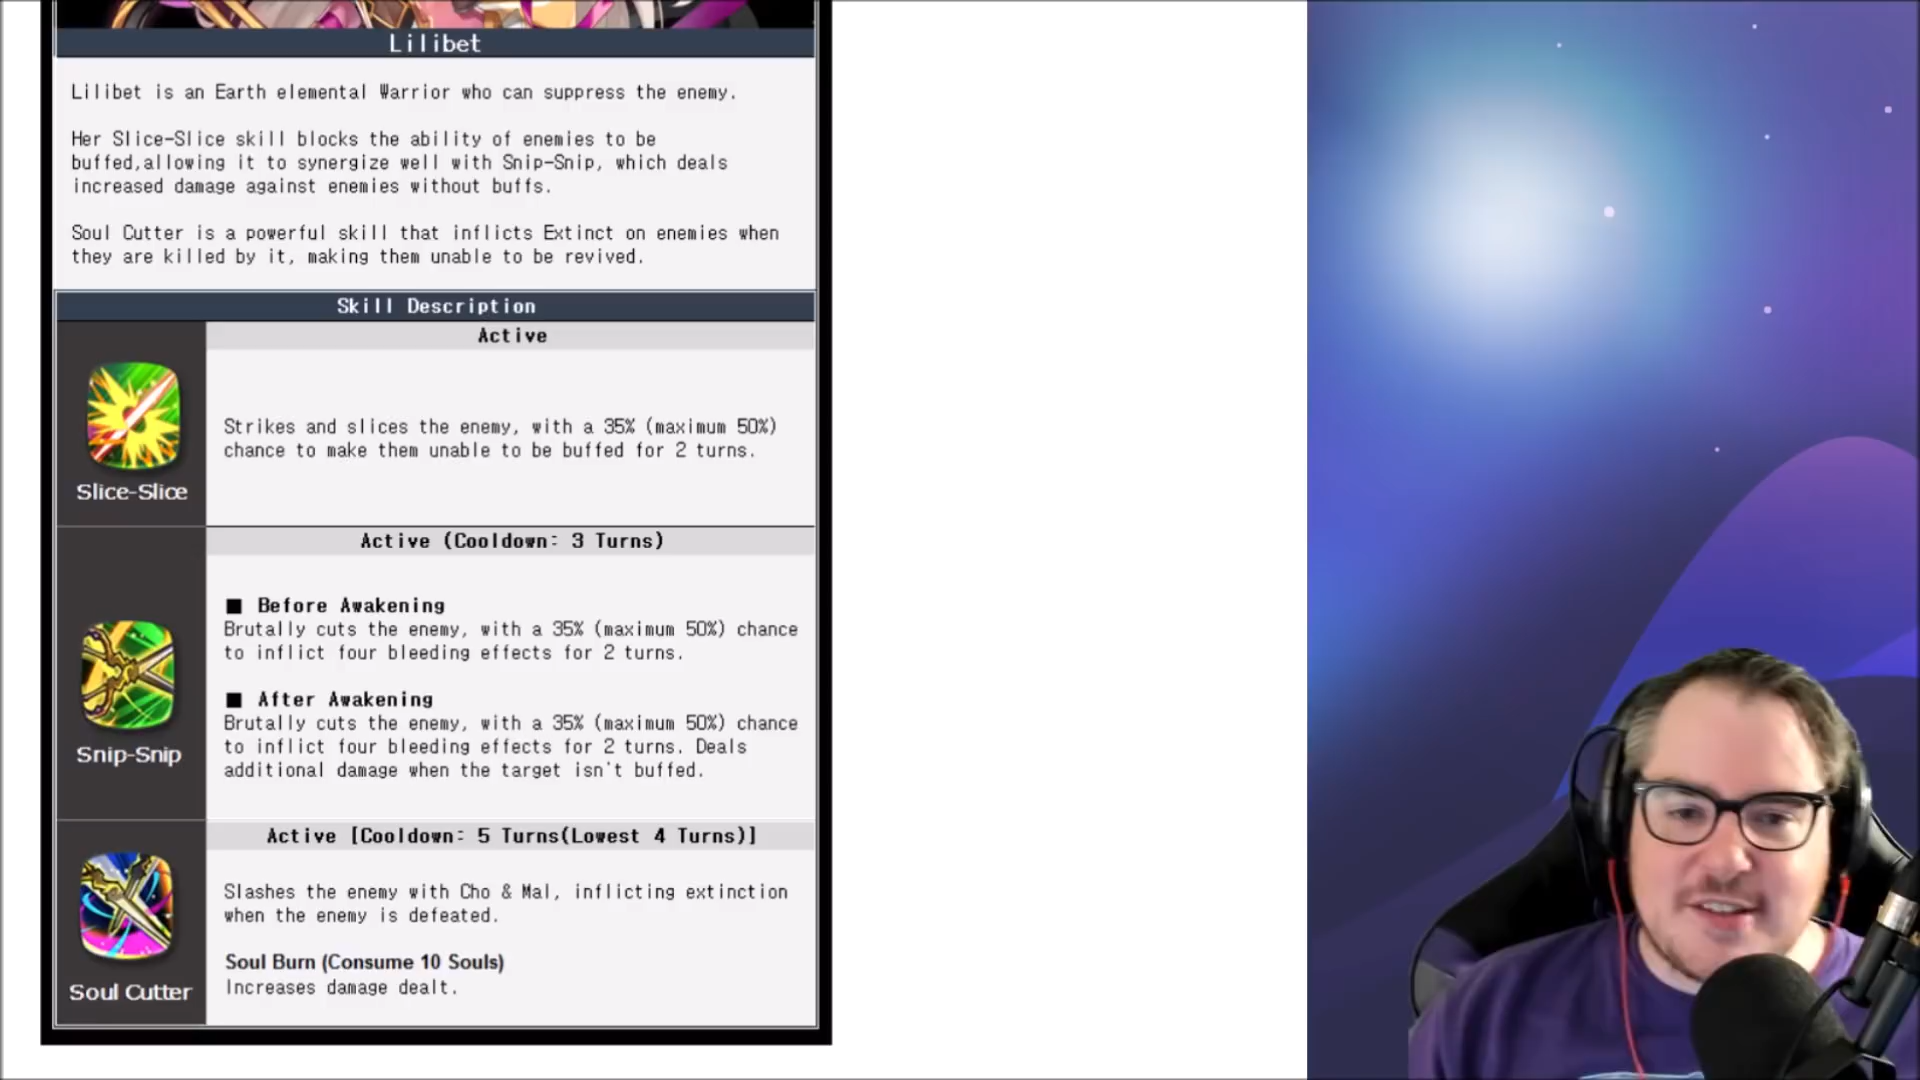 Lilibet
Lilibet is an Earth elemental Warrior who can suppress the enemy.
Her Slice-Slice skill blocks the ability of enemies to be
buffed,allowing it to synergize well with Snip-Snip, which deals
increased damage against enemies without buffs.
Soul Cutter is a powerful skill that inflicts Extinct on enemies when
they are killed by it, making them unable to be revived.
Skill Description
Active
Strikes and slices the enemy, with a 35% (maximum 50%)
chance to make them unable to be buffed for 2 turns.
Slice-Slice
Active (Cooldown: 3 Turns)
■ Before Awakening
Brutally cuts the enemy, with a 35% (maximum 50%) chance
to inflict four bleeding effects for 2 turns.
■ After Awakening
Brutally cuts the enemy, with a 35% (maximum 50%) chance
to inflict four bleeding effects for 2 turns. Deals
additional damage when the target isn't buffed.
Snip-Snip
Active [Cooldown: 5 Turns(Lowest 4 Turns)]
Slashes the enemy with Cho & Mal, inflicting extinction
when the enemy is defeated.
Soul Burn (Consume 10 Souls)
Increases damage dealt.
Soul Cutter